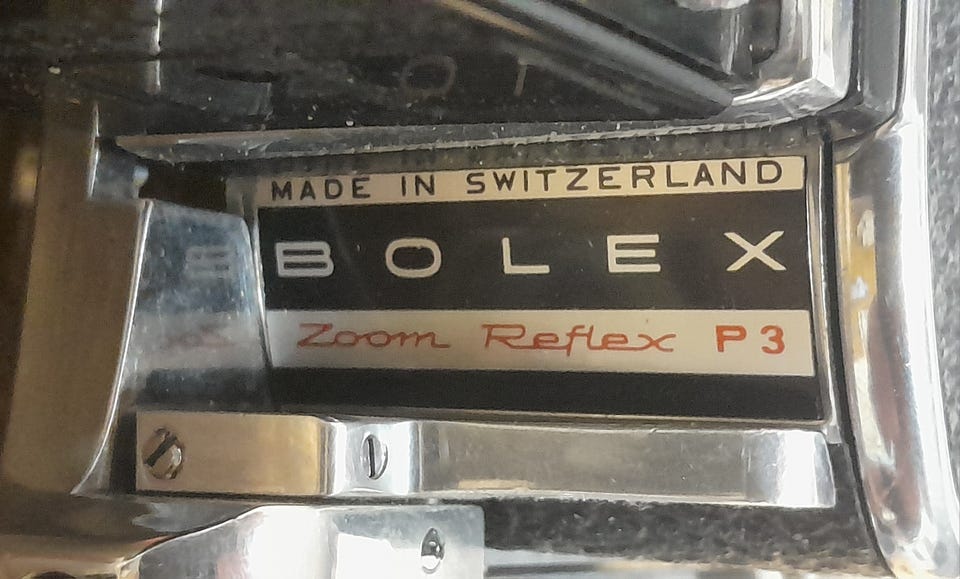 MADE IN SWITZERLAND
BOLEX
Zoom Reflex P3